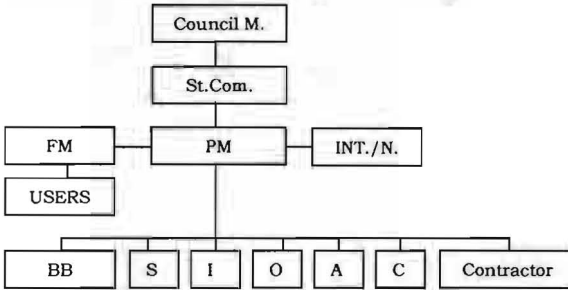 Council M.
St.Com.
FM
PM
INT./N.
USERS
BB
S
I
O
A
C
Contractor